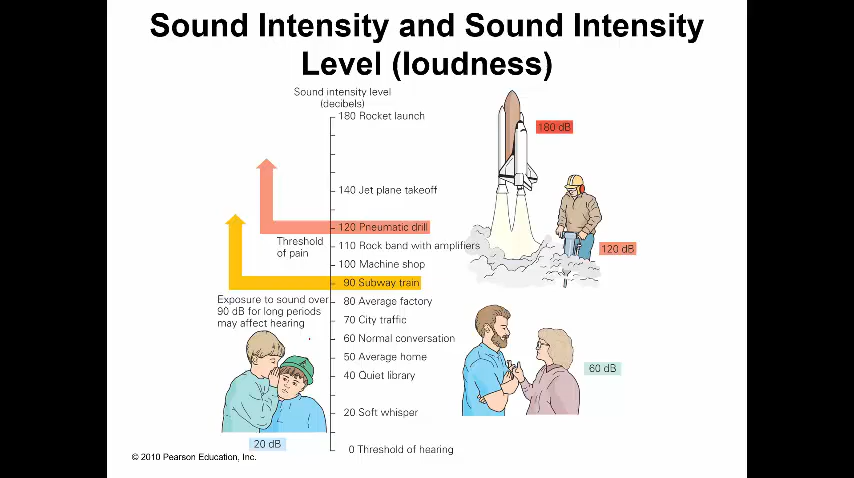 Sound Intensity and Sound Intensity
Level (loudness)
Sound intensity level
(decibels)
180 Rocket launch
180 dB
140 Jet plane takeoff
120 Pneumatic drill
Threshold
of pain
110 Rock band with amplifiers
120 dB
100 Machine shop
90 Subway train
Exposure to sound over
90 dB for long periods
may affect hearing
80 Average factory
70 City traffic
60 Normal conversation
50 Average home
40 Quiet library
60 dB
20 Soft whisper
20 dB
0 Threshold of hearing
© 2010 Pearson Education, Inc.